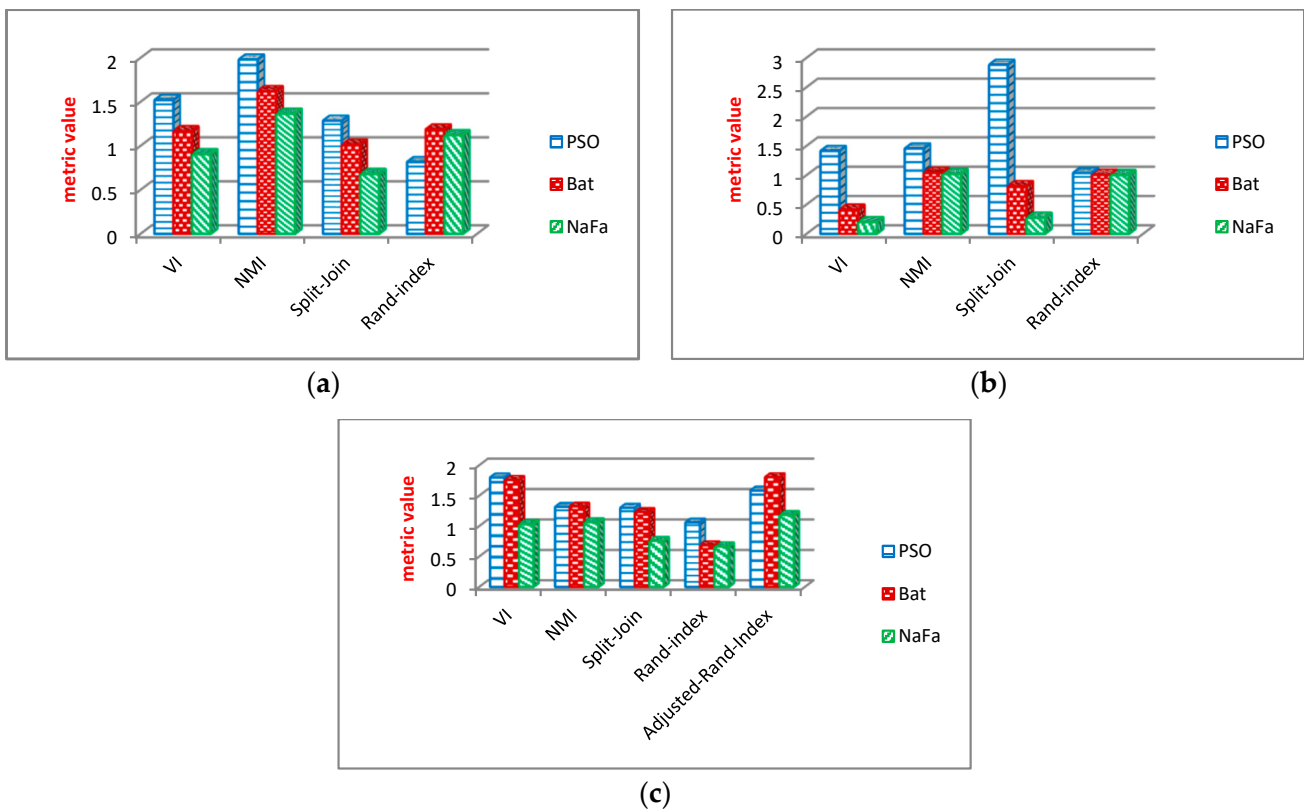 metric value
2
1.5
1
0.5
0
VI
NMI
Split-Join
Rand-index
PSO
Bat
NaFa
(a)
metric value
3
2.5
2
1.5
1
0.5
0
VI
NMI
Split-Join
Rand-index
PSO
Bat
NaFa
(b)
metric value
2
1.5
1
0.5
0
VI
NMI
Split-Join
Rand-index
Adjusted-Rand-Index
PSO
Bat
NaFa
(c)